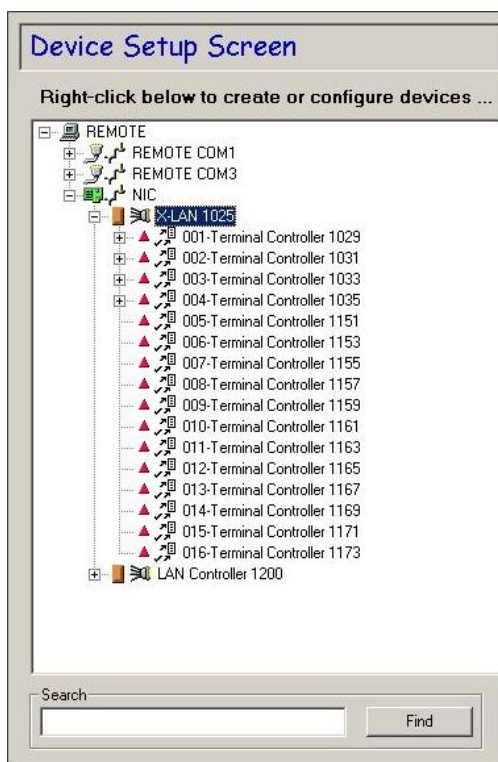 Device Setup Screen
Right-click below to create or configure devices ...
REMOTE
REMOTE COM1
REMOTE COM3
NIC
X-LAN 1025
001-Terminal Controller 1029
002-Terminal Controller 1031
003-Terminal Controller 1033
004-Terminal Controller 1035
005-Terminal Controller 1151
006-Terminal Controller 1153
007-Terminal Controller 1155
008-Terminal Controller 1157
009-Terminal Controller 1159
010-Terminal Controller 1161
011-Terminal Controller 1163
012-Terminal Controller 1165
013-Terminal Controller 1167
014-Terminal Controller 1169
015-Terminal Controller 1171
016-Terminal Controller 1173
LAN Controller 1200
Search
Find